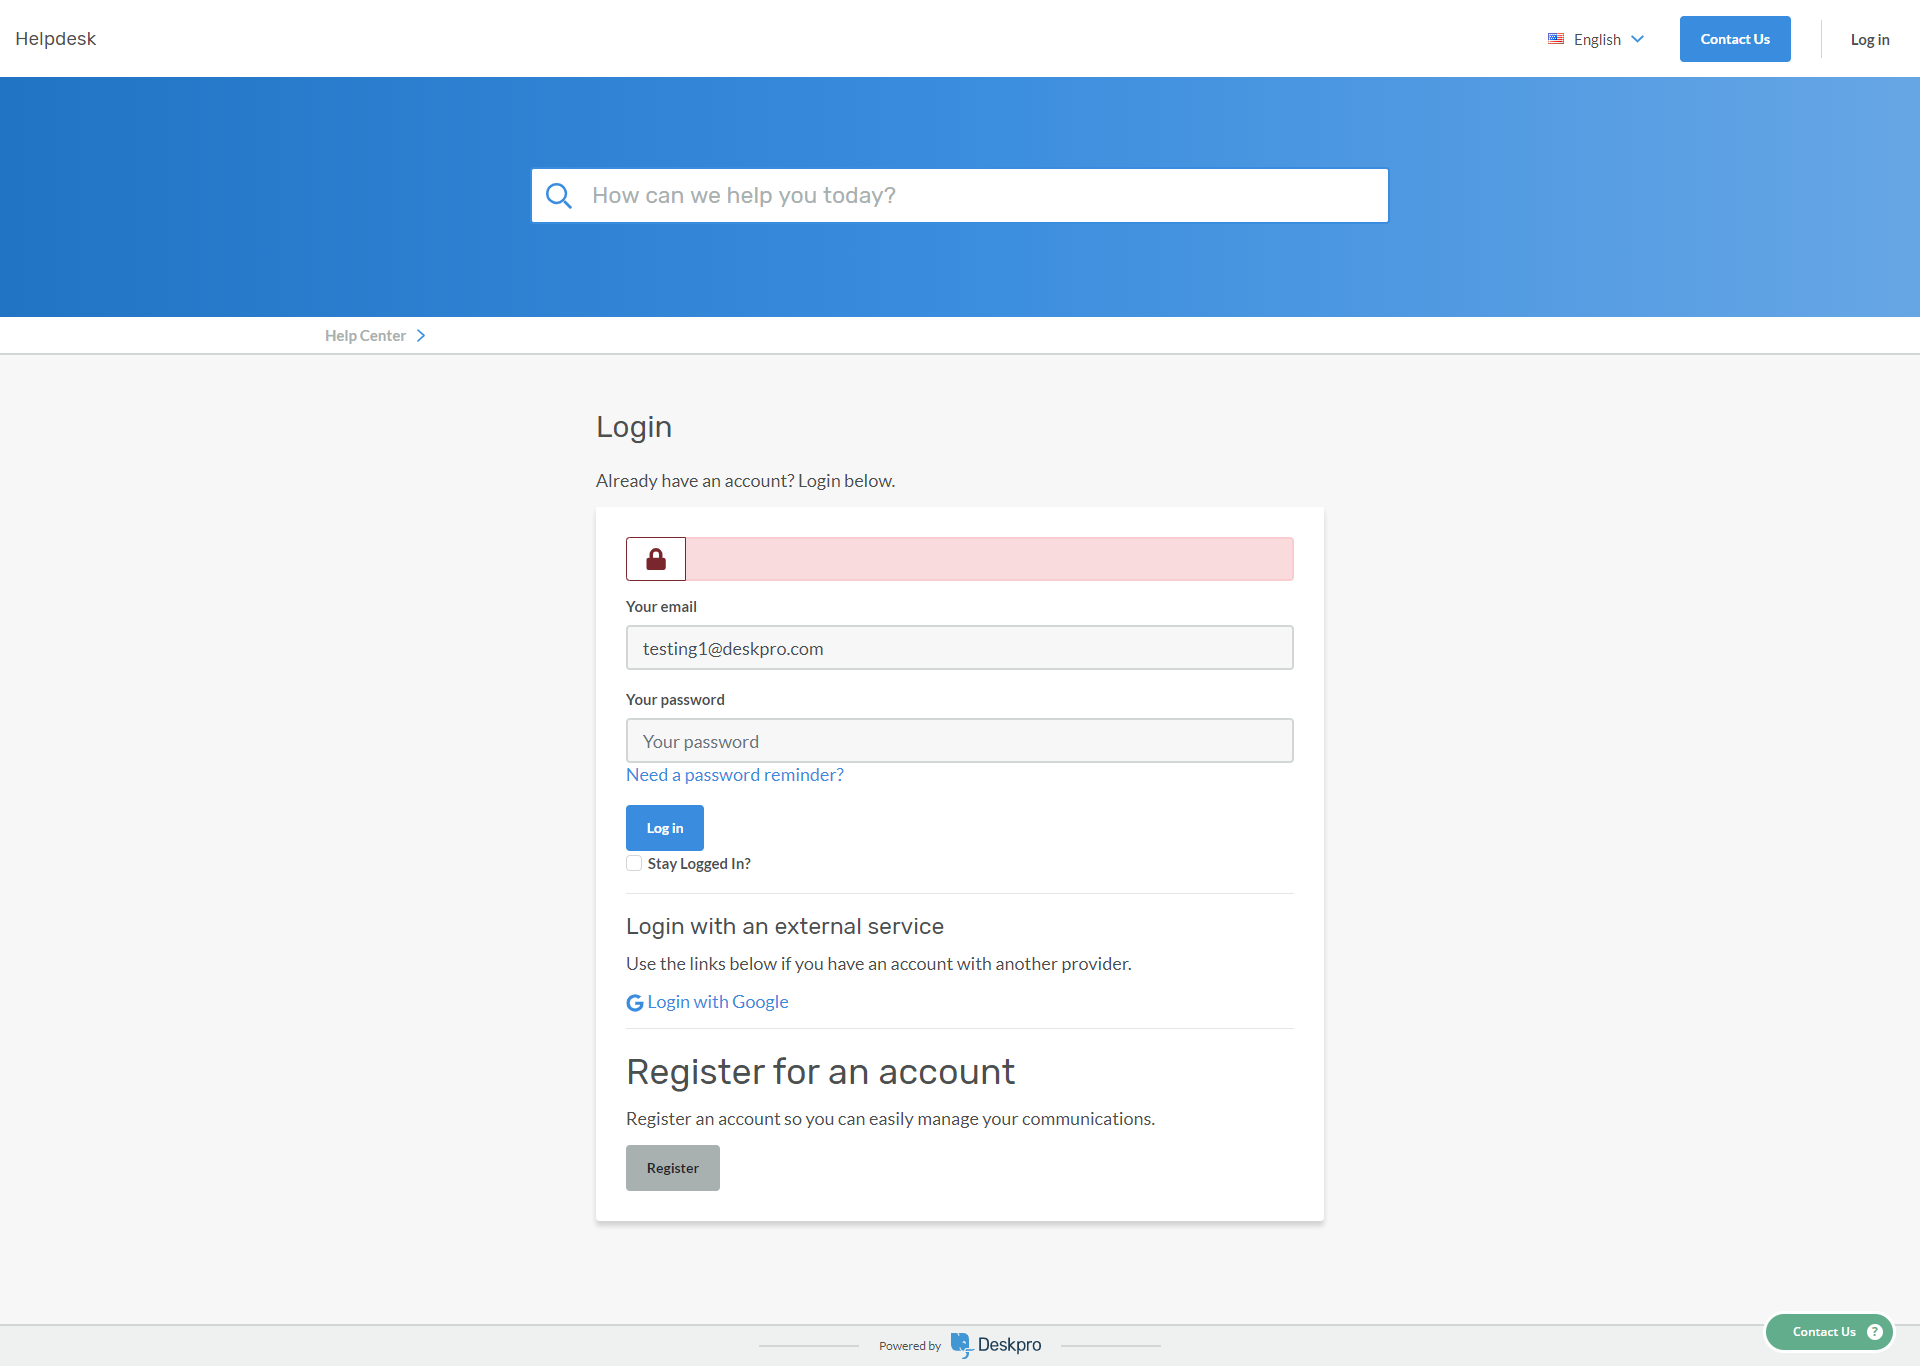 Helpdesk
English
Contact Us
Log in
How can we help you today?
Help Center
Login
Already have an account? Login below.
Your email
testing1@deskpro.com
Your password
Your password
Need a password reminder?
Log in
Stay Logged In?
Login with an external service
Use the links below if you have an account with another provider.
Login with Google
Register for an account
Register an account so you can easily manage your communications.
Register
Powered by Deskpro
Contact Us ?